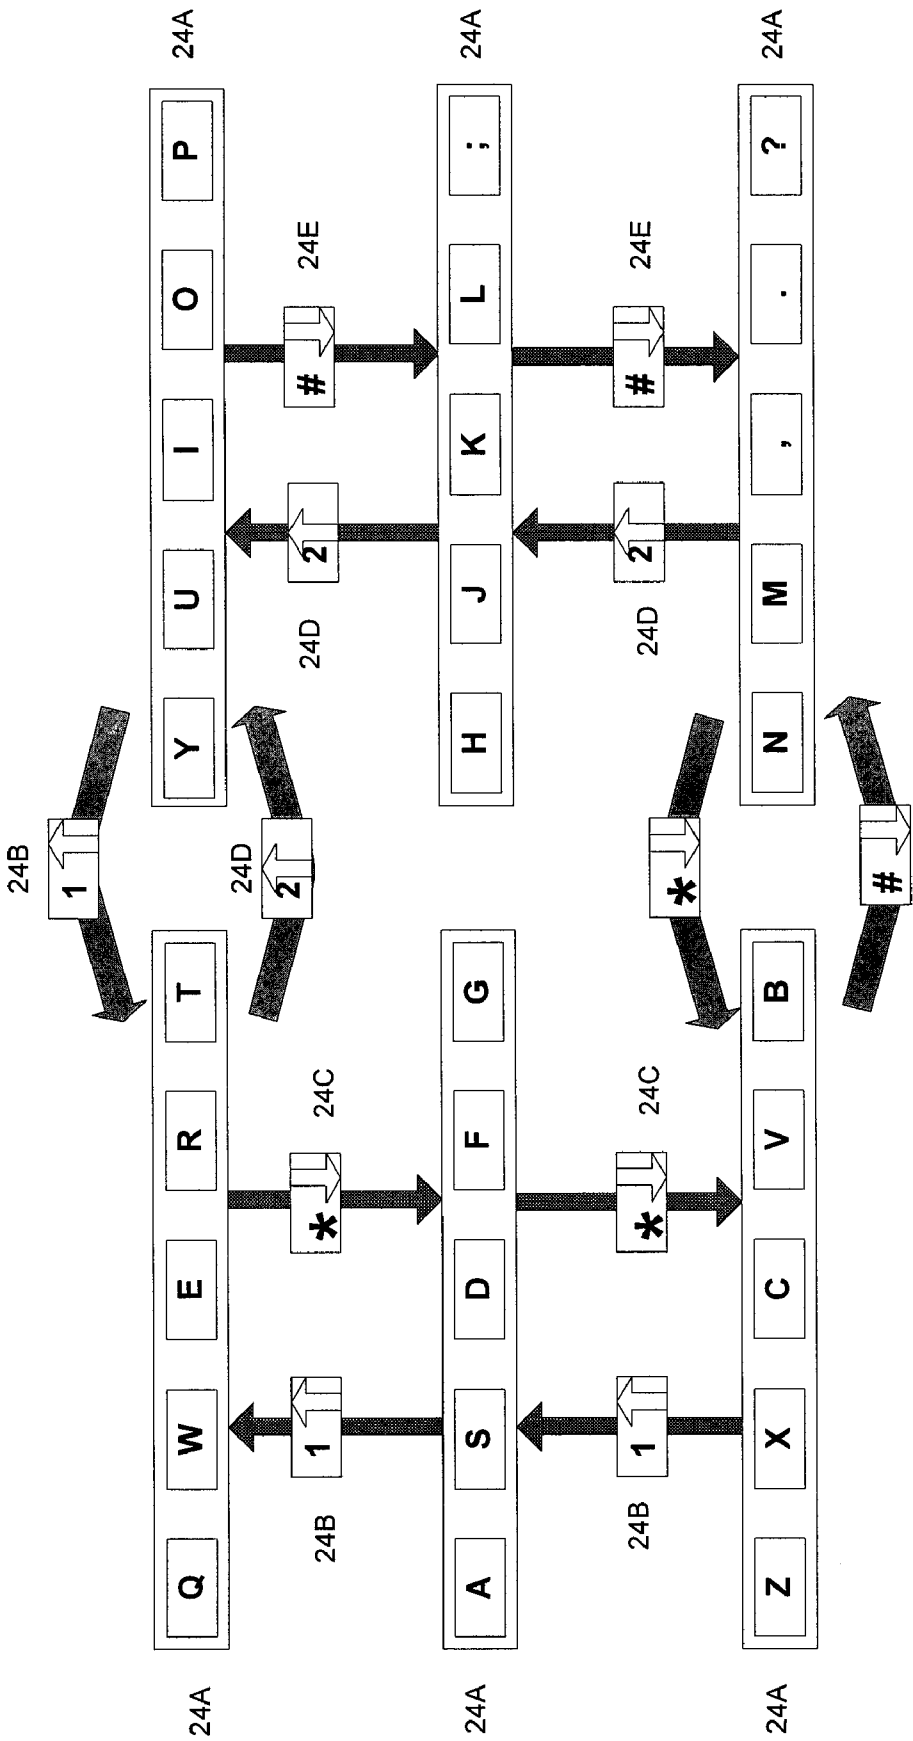 24B
1
24A Q W E R T Y U I O P 24A
24D
2
24B 1 * 24C 24D 2 # 24E
24A A S D F G H J K L ; 24A
24B 1 * 24C 24D 2 # 24E
*
24A Z X C V B N M , . ? 24A
#